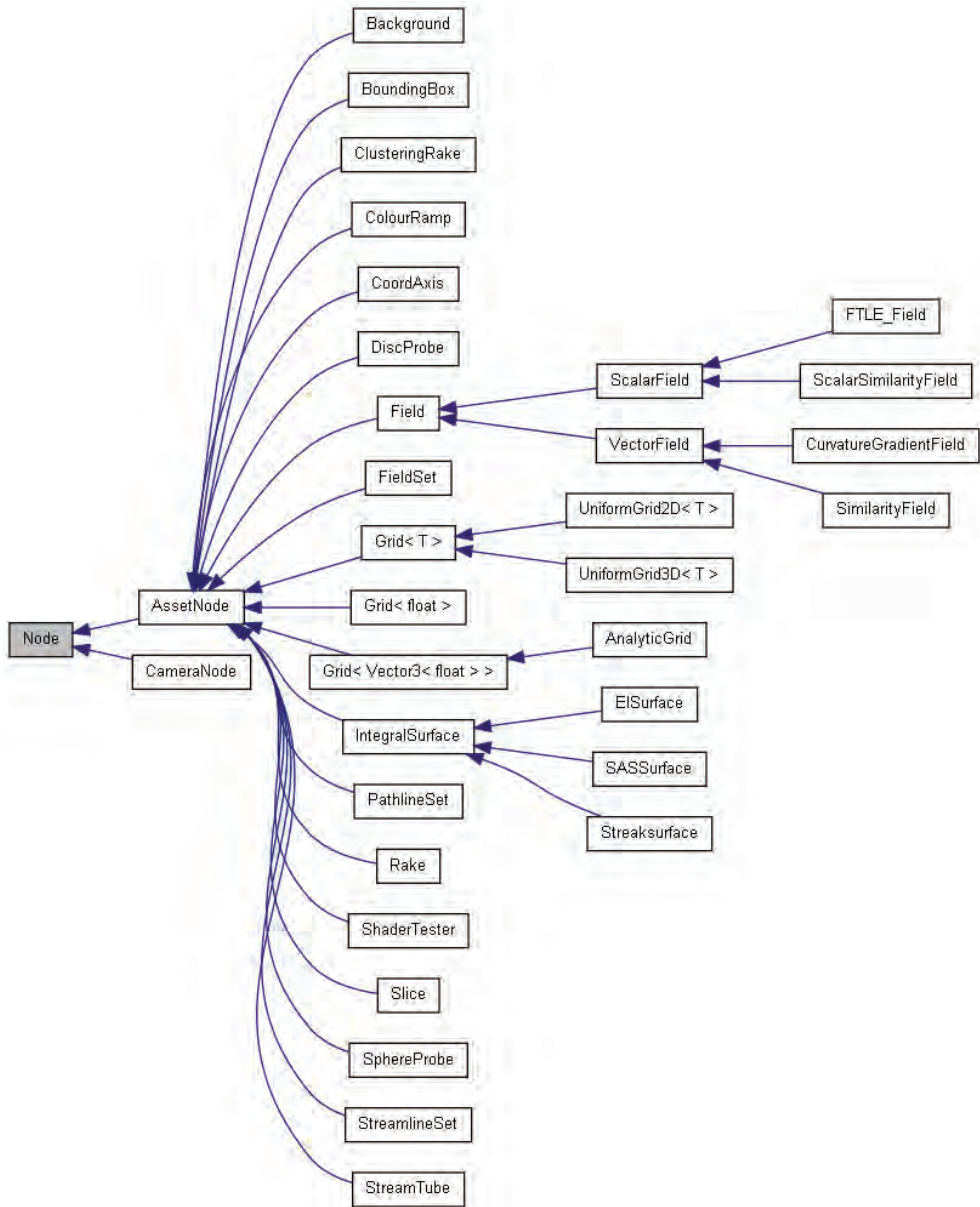 Background
BoundingBox
ClusteringRake
ColourRamp
CoordAxis
FTLE_Field
DiscProbe
ScalarField
ScalarSimilarityField
Field
VectorField
CurvatureGradientField
FieldSet
SimilarityField
UniformGrid2D< T >
Grid< T >
UniformGrid3D< T >
AssetNode
Grid< float >
Node
AnalyticGrid
CameraNode
Grid< Vector3< float > >
EISurface
IntegralSurface
SASSurface
PathlineSet
Streaksurface
Rake
ShaderTester
Slice
SphereProbe
StreamlineSet
StreamTube